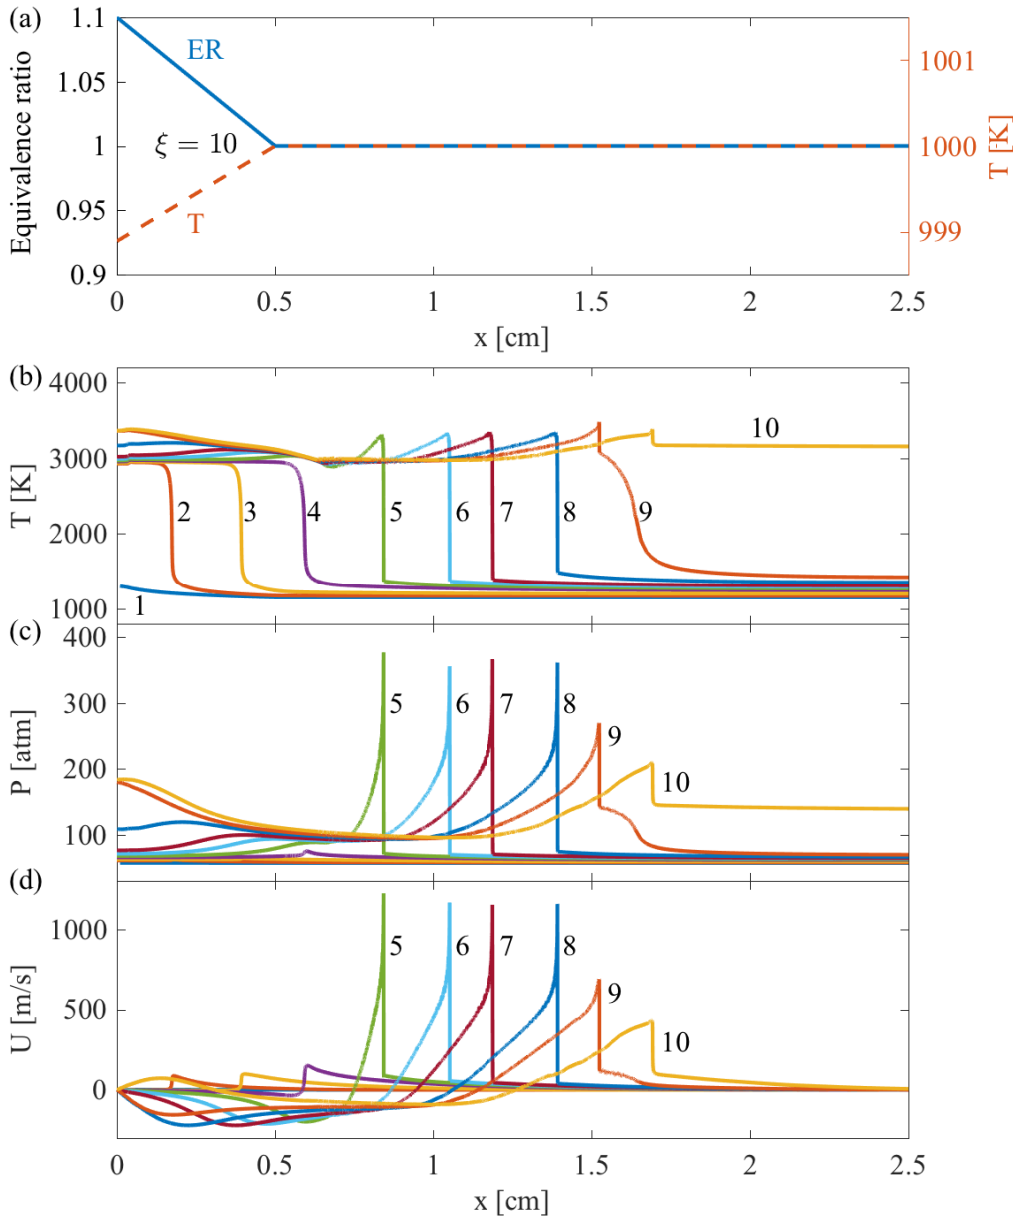 (a)
1.1
1.05
1
0.95
0.9
Equivalence ratio
ER
ξ = 10
T
1001
1000
999
T [K]
0 0.5 1 1.5 2 2.5
x [cm]
(b)
4000
3000
2000
1000
T [K]
1 2 3 4 5 6 7 8 9 10
(c)
400
300
200
100
P [atm]
5 6 7 8 9 10
(d)
1000
500
0
U [m/s]
5 6 7 8 9 10
0 0.5 1 1.5 2 2.5
x [cm]